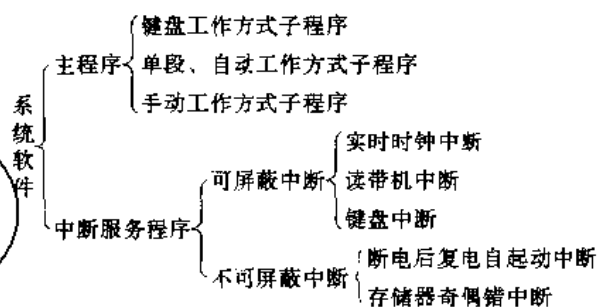 键盘工作方式子程序
主程序
单段、自动工作方式子程序
手动工作方式子程序
系统软件
实时时钟中断
可屏蔽中断
读带机中断
键盘中断
中断服务程序
断电后复电自起动中断
不可屏蔽中断
存储器奇偶错中断